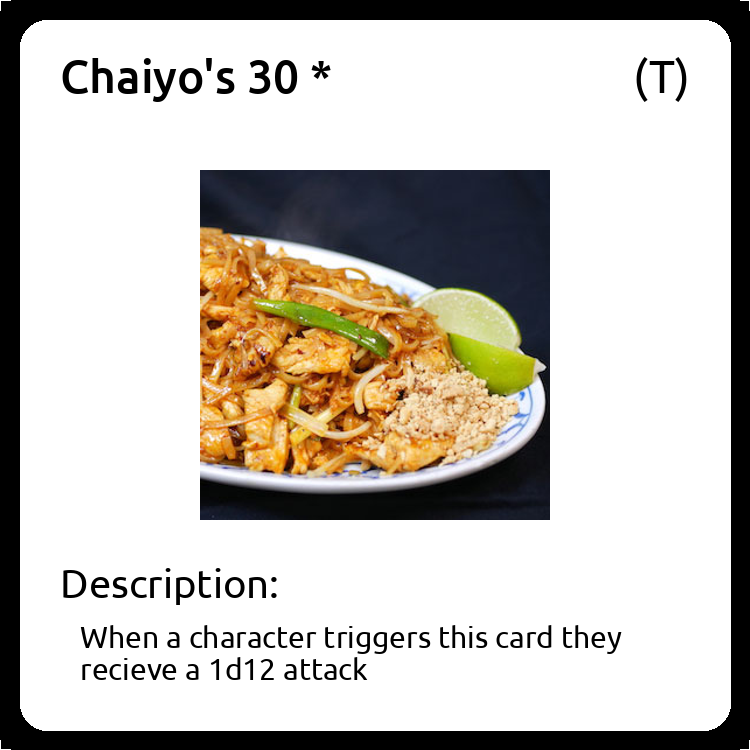 Chaiyo's 30 * (T)
Description:
When a character triggers this card they
recieve a 1d12 attack